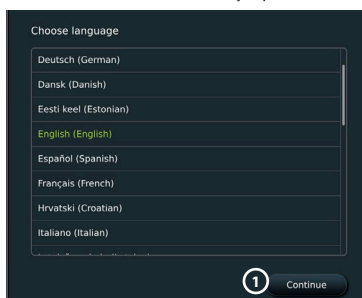 Choose language
Deutsch (German)
Dansk (Danish)
Eesti keel (Estonian)
English (English)
Español (Spanish)
Français (French)
Hrvatski (Croatian)
Italiano (Italian)
1 Continue